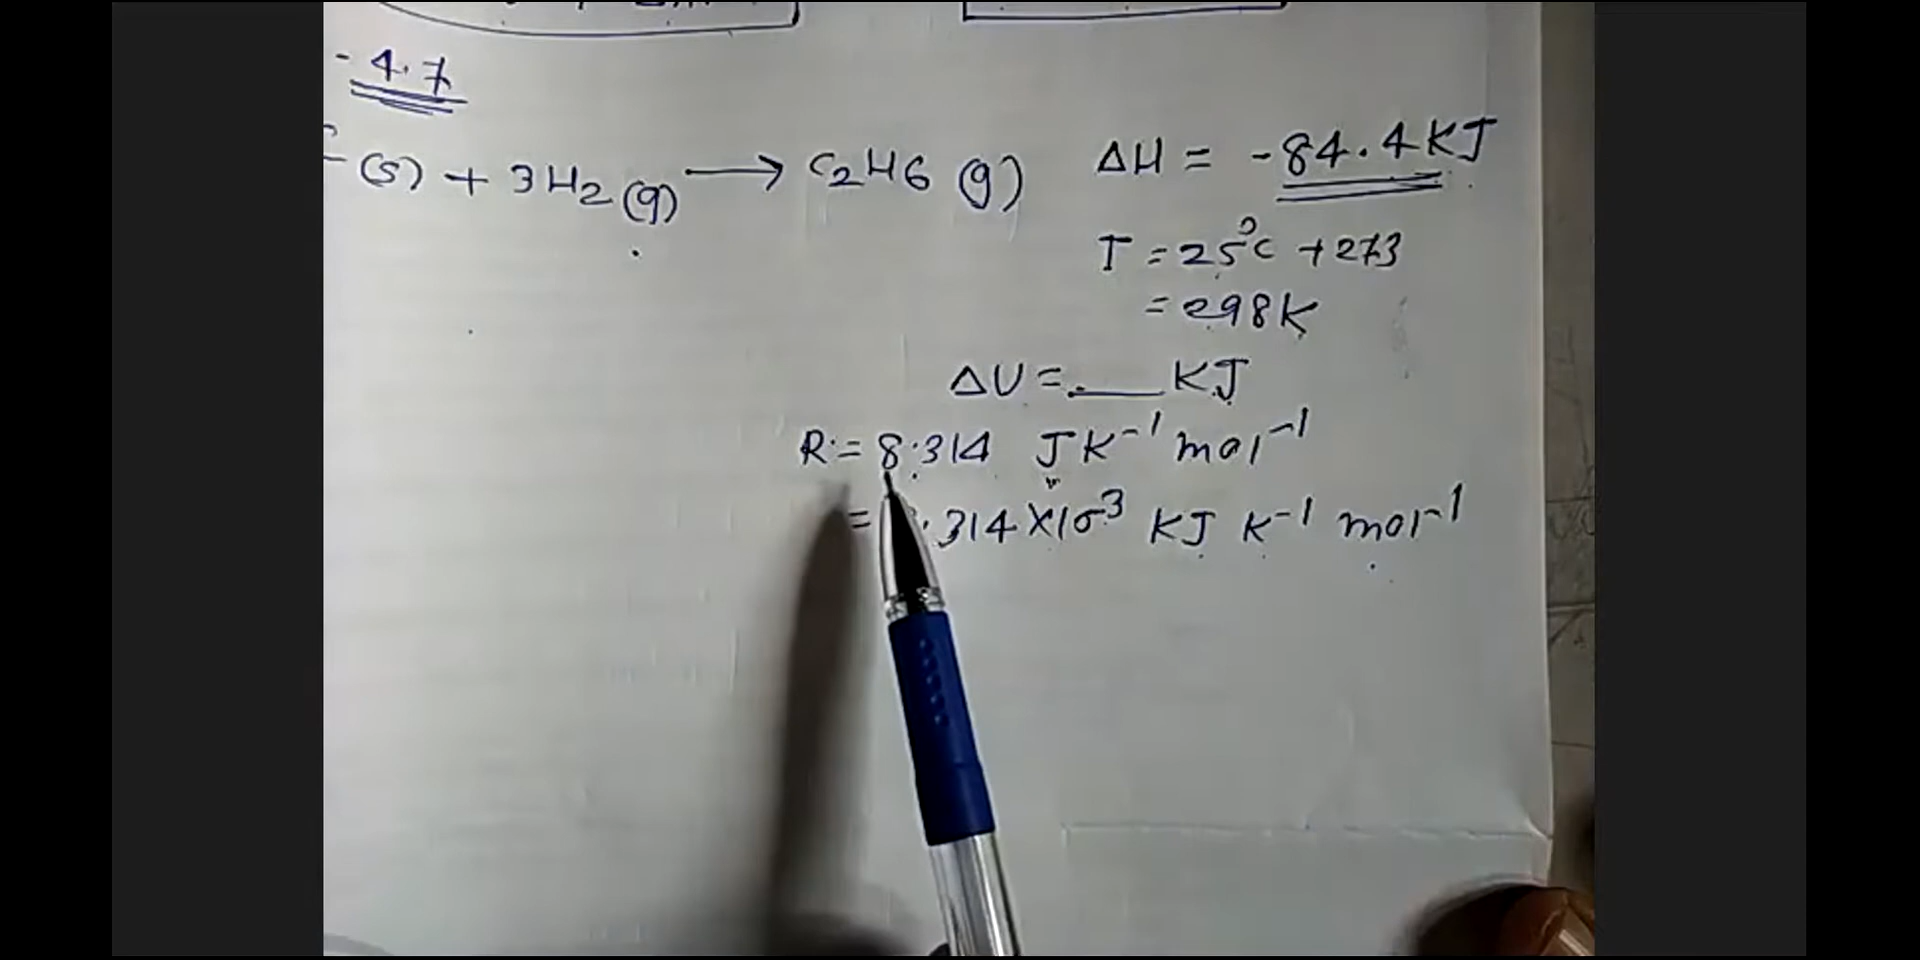 - 4.7
(s) + 3H2 (g) ⟶ C2H6 (g) ΔH = -84.4 KJ
T = 25°C + 273
= 298K
ΔU = ___ KJ
R = 8.314 J K⁻¹ mol⁻¹
= .314 × 10⁻³ KJ K⁻¹ mol⁻¹